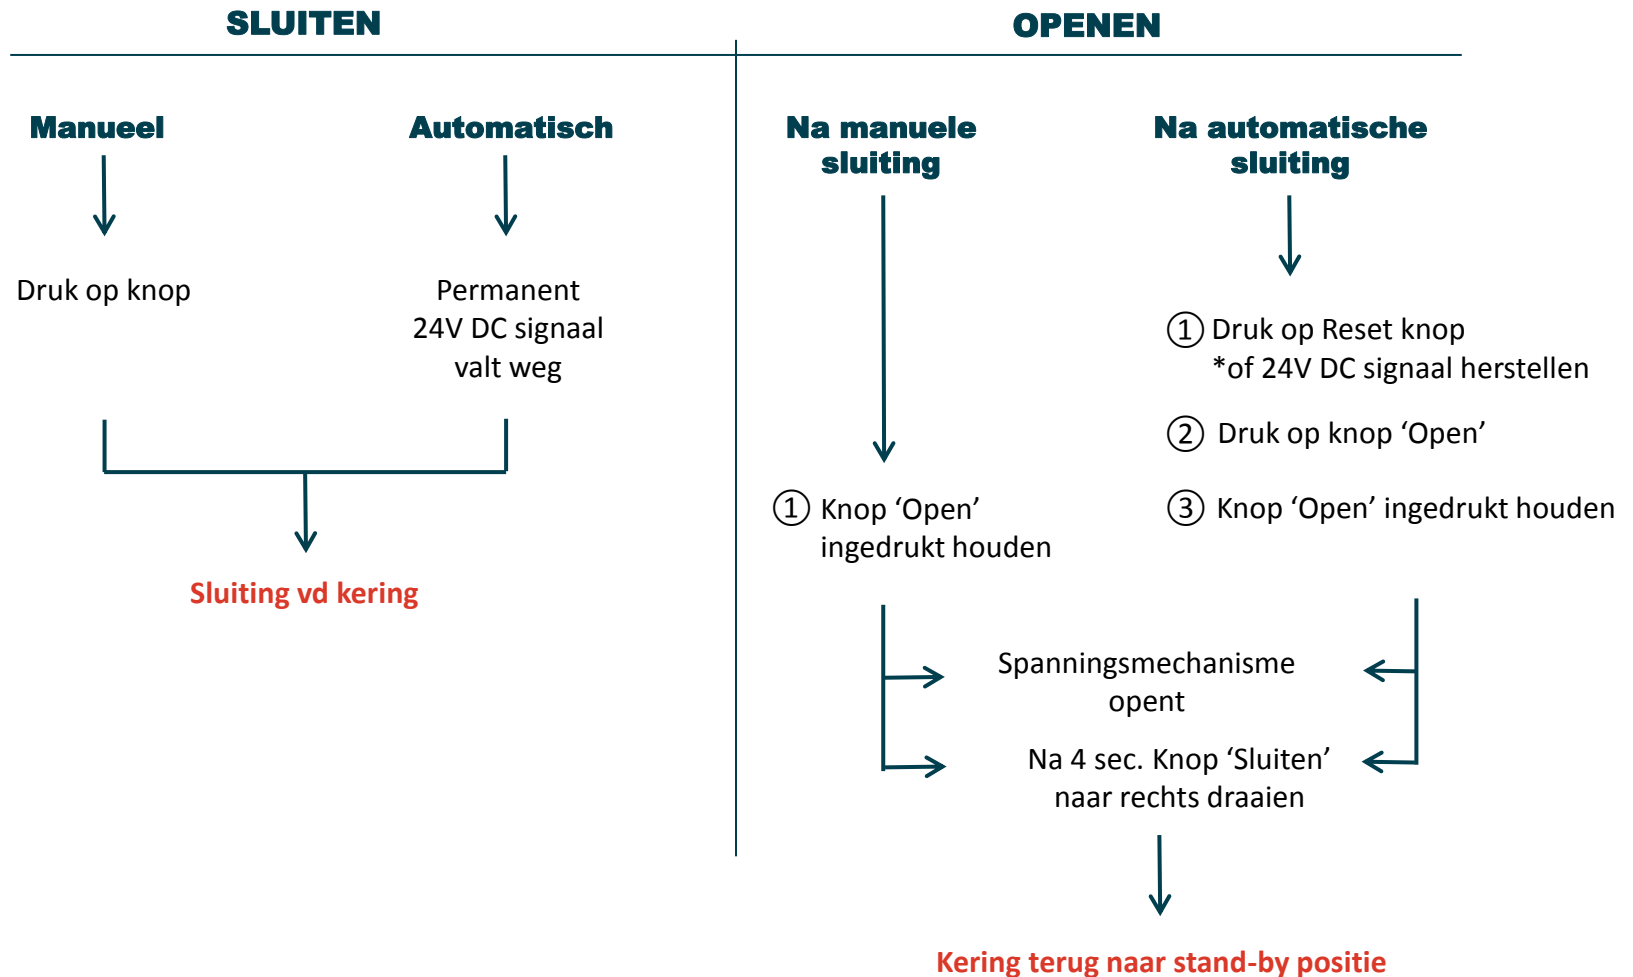 SLUITEN
OPENEN
Manueel
Automatisch
Na manuele
sluiting
Na automatische
sluiting
Druk op knop
Permanent
24V DC signaal
valt weg
Sluiting vd kering
① Knop ‘Open’
ingedrukt houden
① Druk op Reset knop
*of 24V DC signaal herstellen
② Druk op knop ‘Open’
③ Knop ‘Open’ ingedrukt houden
Spanningsmechanisme
opent
Na 4 sec. Knop ‘Sluiten’
naar rechts draaien
Kering terug naar stand-by positie